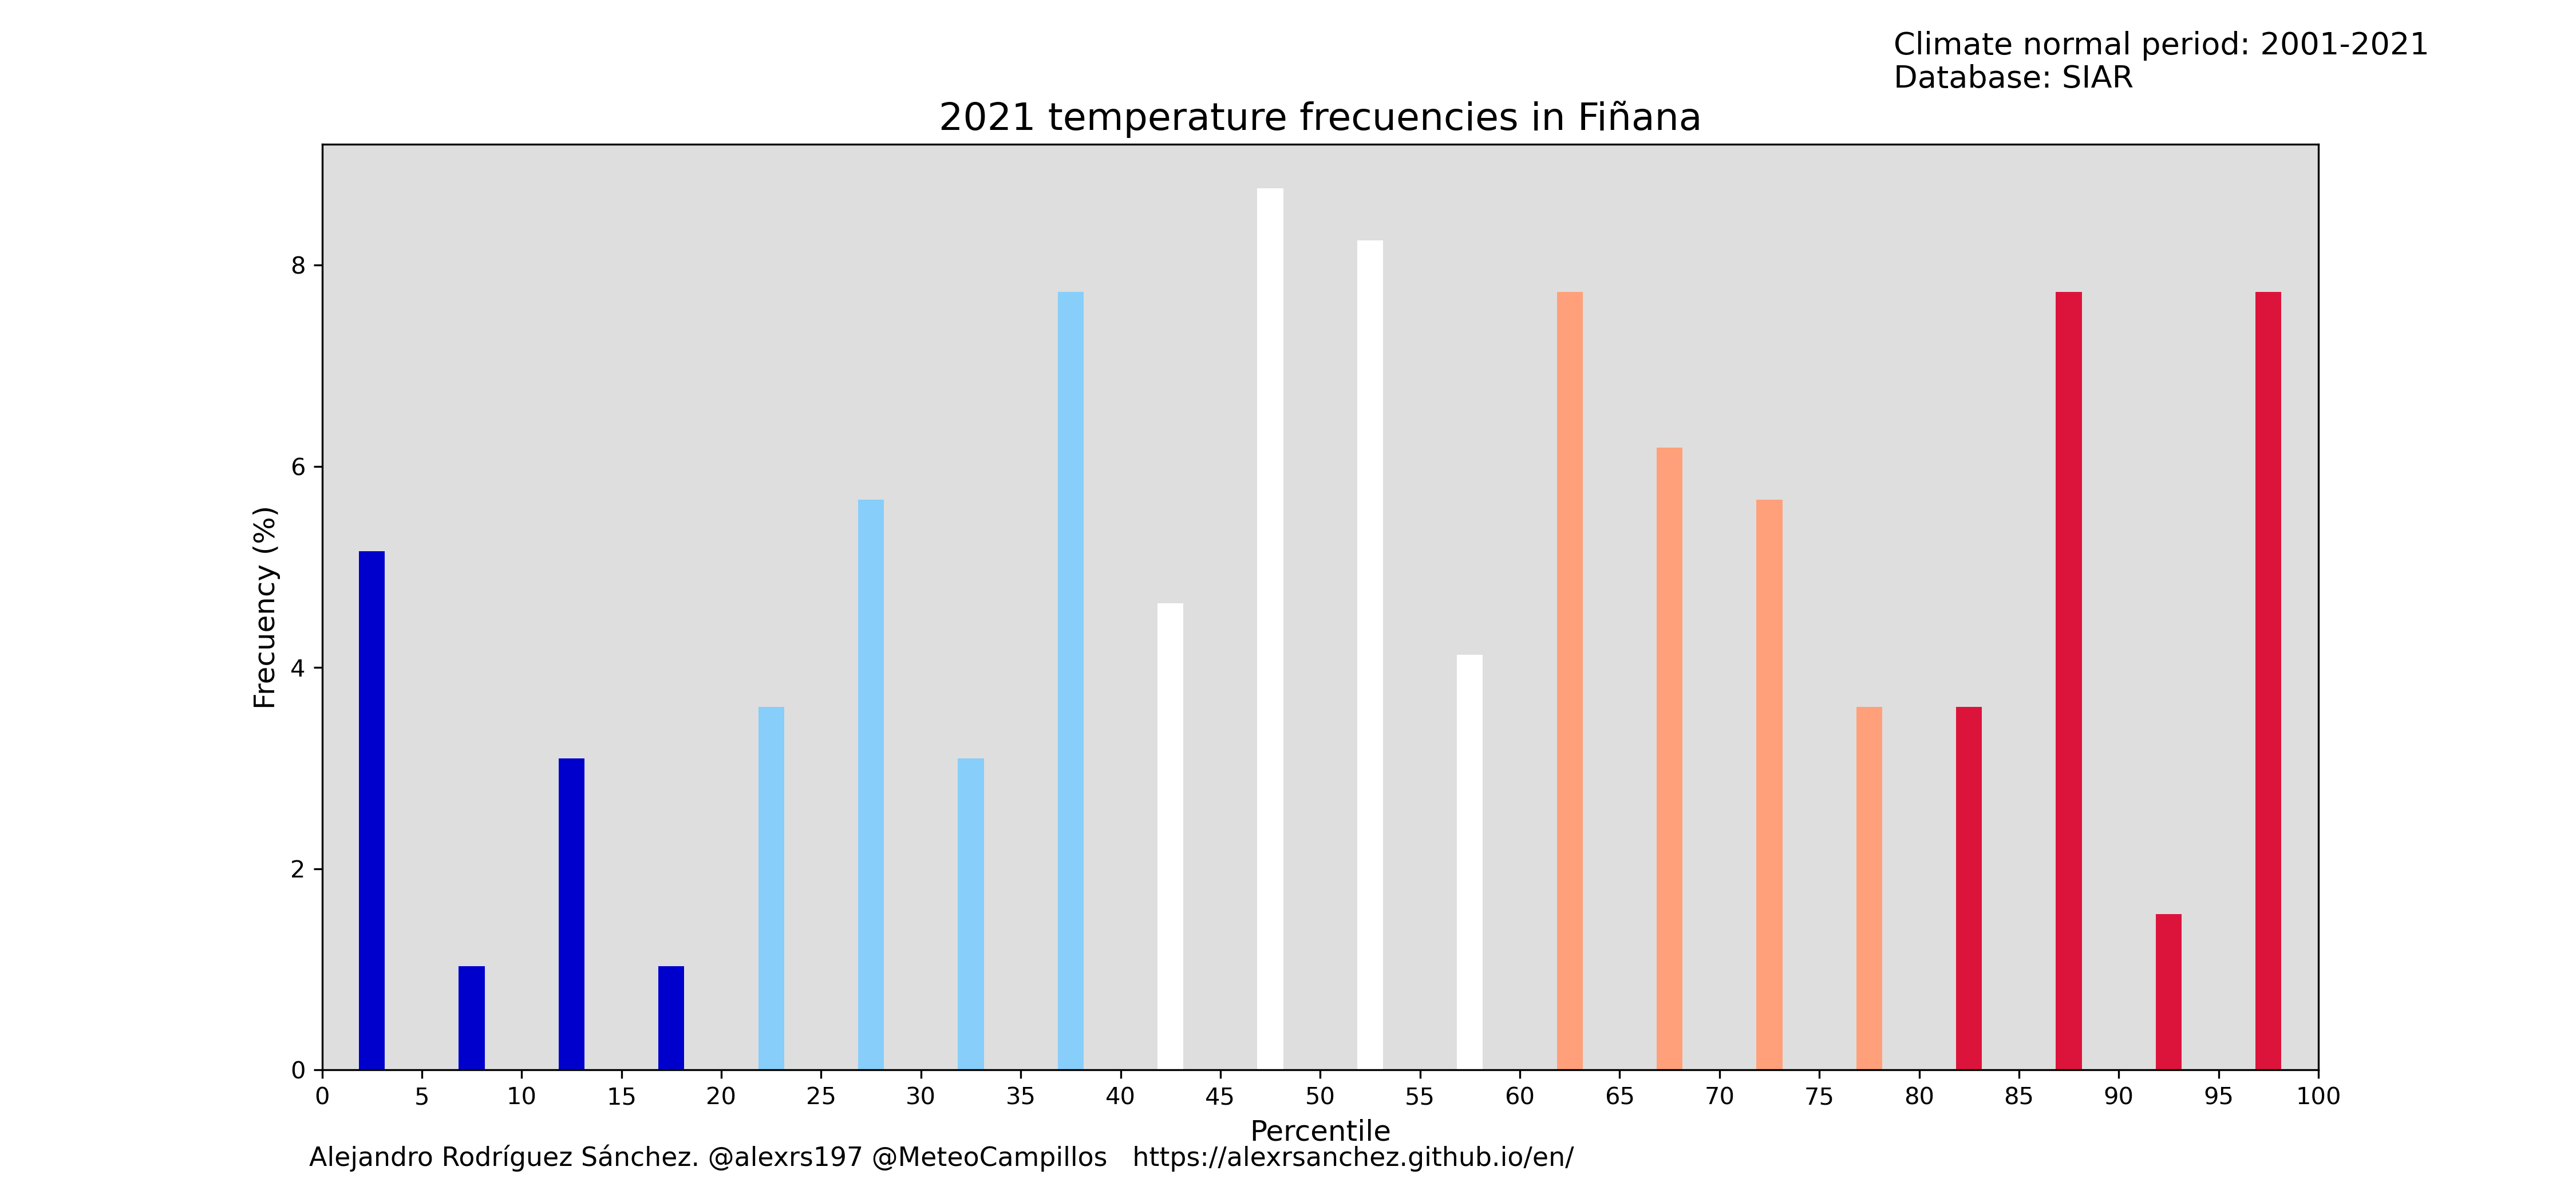 Climate normal period: 2001-2021
Database: SIAR
2021 temperature frecuencies in Fiñana
Frecuency (%)
8
6
4
2
0
0 5 10 15 20 25 30 35 40 45 50 55 60 65 70 75 80 85 90 95 100
Percentile
Alejandro Rodríguez Sánchez. @alexrs197 @MeteoCampillos https://alexrsanchez.github.io/en/